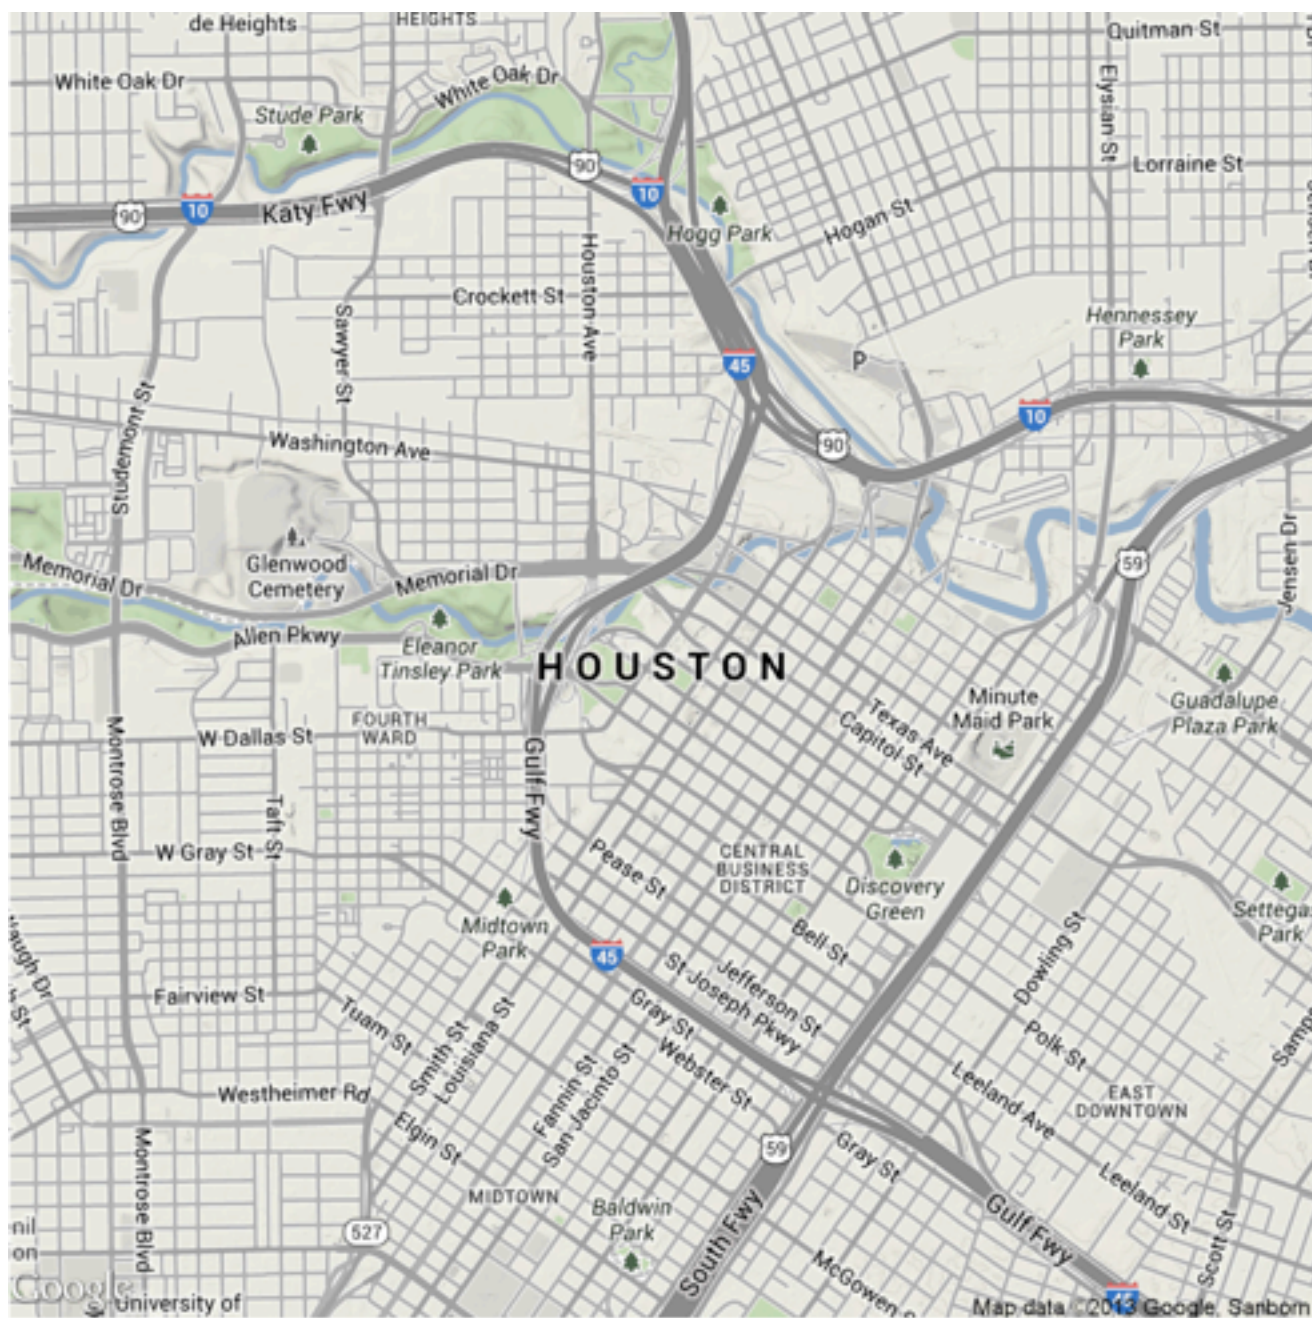 de Heights
HEIGHTS
Quitman St
White Oak Dr
White Oak Dr
Elysian St
Stude Park
90
10
Lorraine St
90
10
Katy Fwy
Hogg Park
Hogan St
Houston Ave
Crockett St
Sawyer St
Hennessey
Park
45
P
10
Studemont St
Washington Ave
90
Glenwood
Cemetery
Memorial Dr
Memorial Dr
59
Jensen Dr
Allen Pkwy
Eleanor
Tinsley Park
HOUSTON
Minute
Maid Park
Guadalupe
Plaza Park
FOURTH
WARD
W Dallas St
Texas Ave
Capitol St
Montrose Blvd
Gulf Fwy
Taft St
W Gray St
Pease St
CENTRAL
BUSINESS
DISTRICT
Discovery
Green
Settega
Park
Midtown
Park
Bell St
45
Dowling St
augh Dr
Fairview St
St Joseph Pkwy
Jefferson St
Tuam St
Smith St
Louisiana St
Gray St
Webster St
Polk St
Samp
Fannin St
San Jacinto St
Leeland Ave
EAST
DOWNTOWN
Westheimer Rd
Elgin St
59
Gray St
Montrose Blvd
MIDTOWN
Baldwin
Park
Leeland St
Scott St
527
South Fwy
Gulf Fwy
McGowen
nil
on
Google
University of
45
Map data ©2013 Google, Sanborn